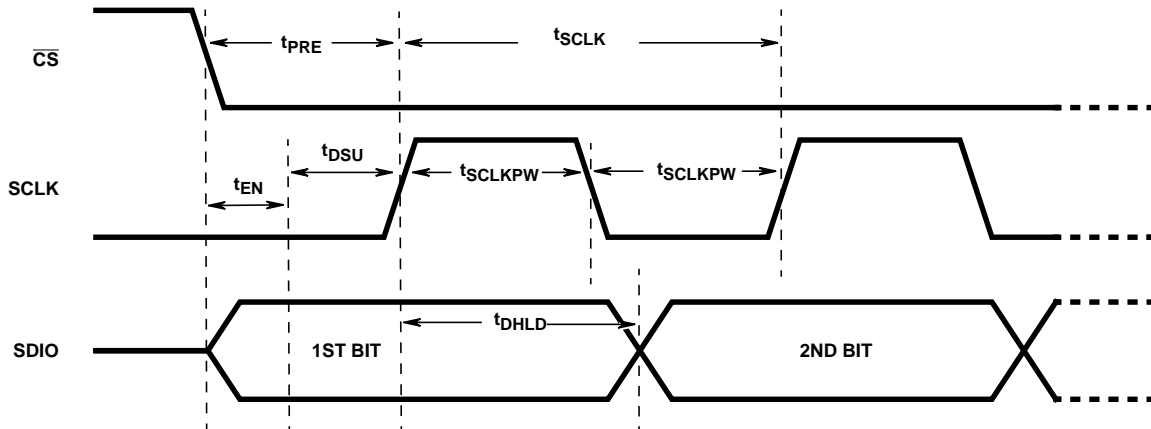 CS
tPRE
tSCLK
SCLK
tEN
tDSU
tSCLKPW
tSCLKPW
SDIO
1ST BIT
tDHLD
2ND BIT